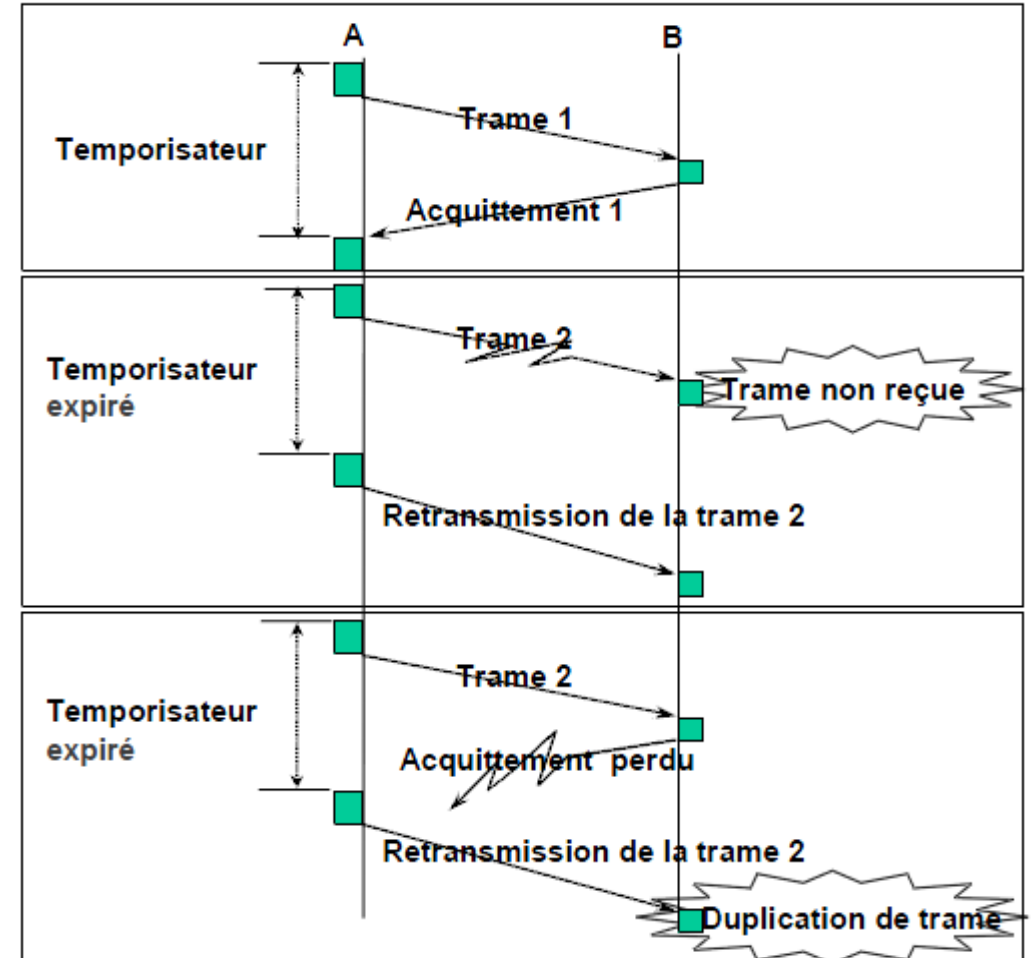 A
B
Trame 1
Temporisateur
Acquittement 1
Trame 2
Temporisateur
expiré
Trame non reçue
Retransmission de la trame 2
Trame 2
Temporisateur
expiré
Acquittement perdu
Retransmission de la trame 2
Duplication de trame